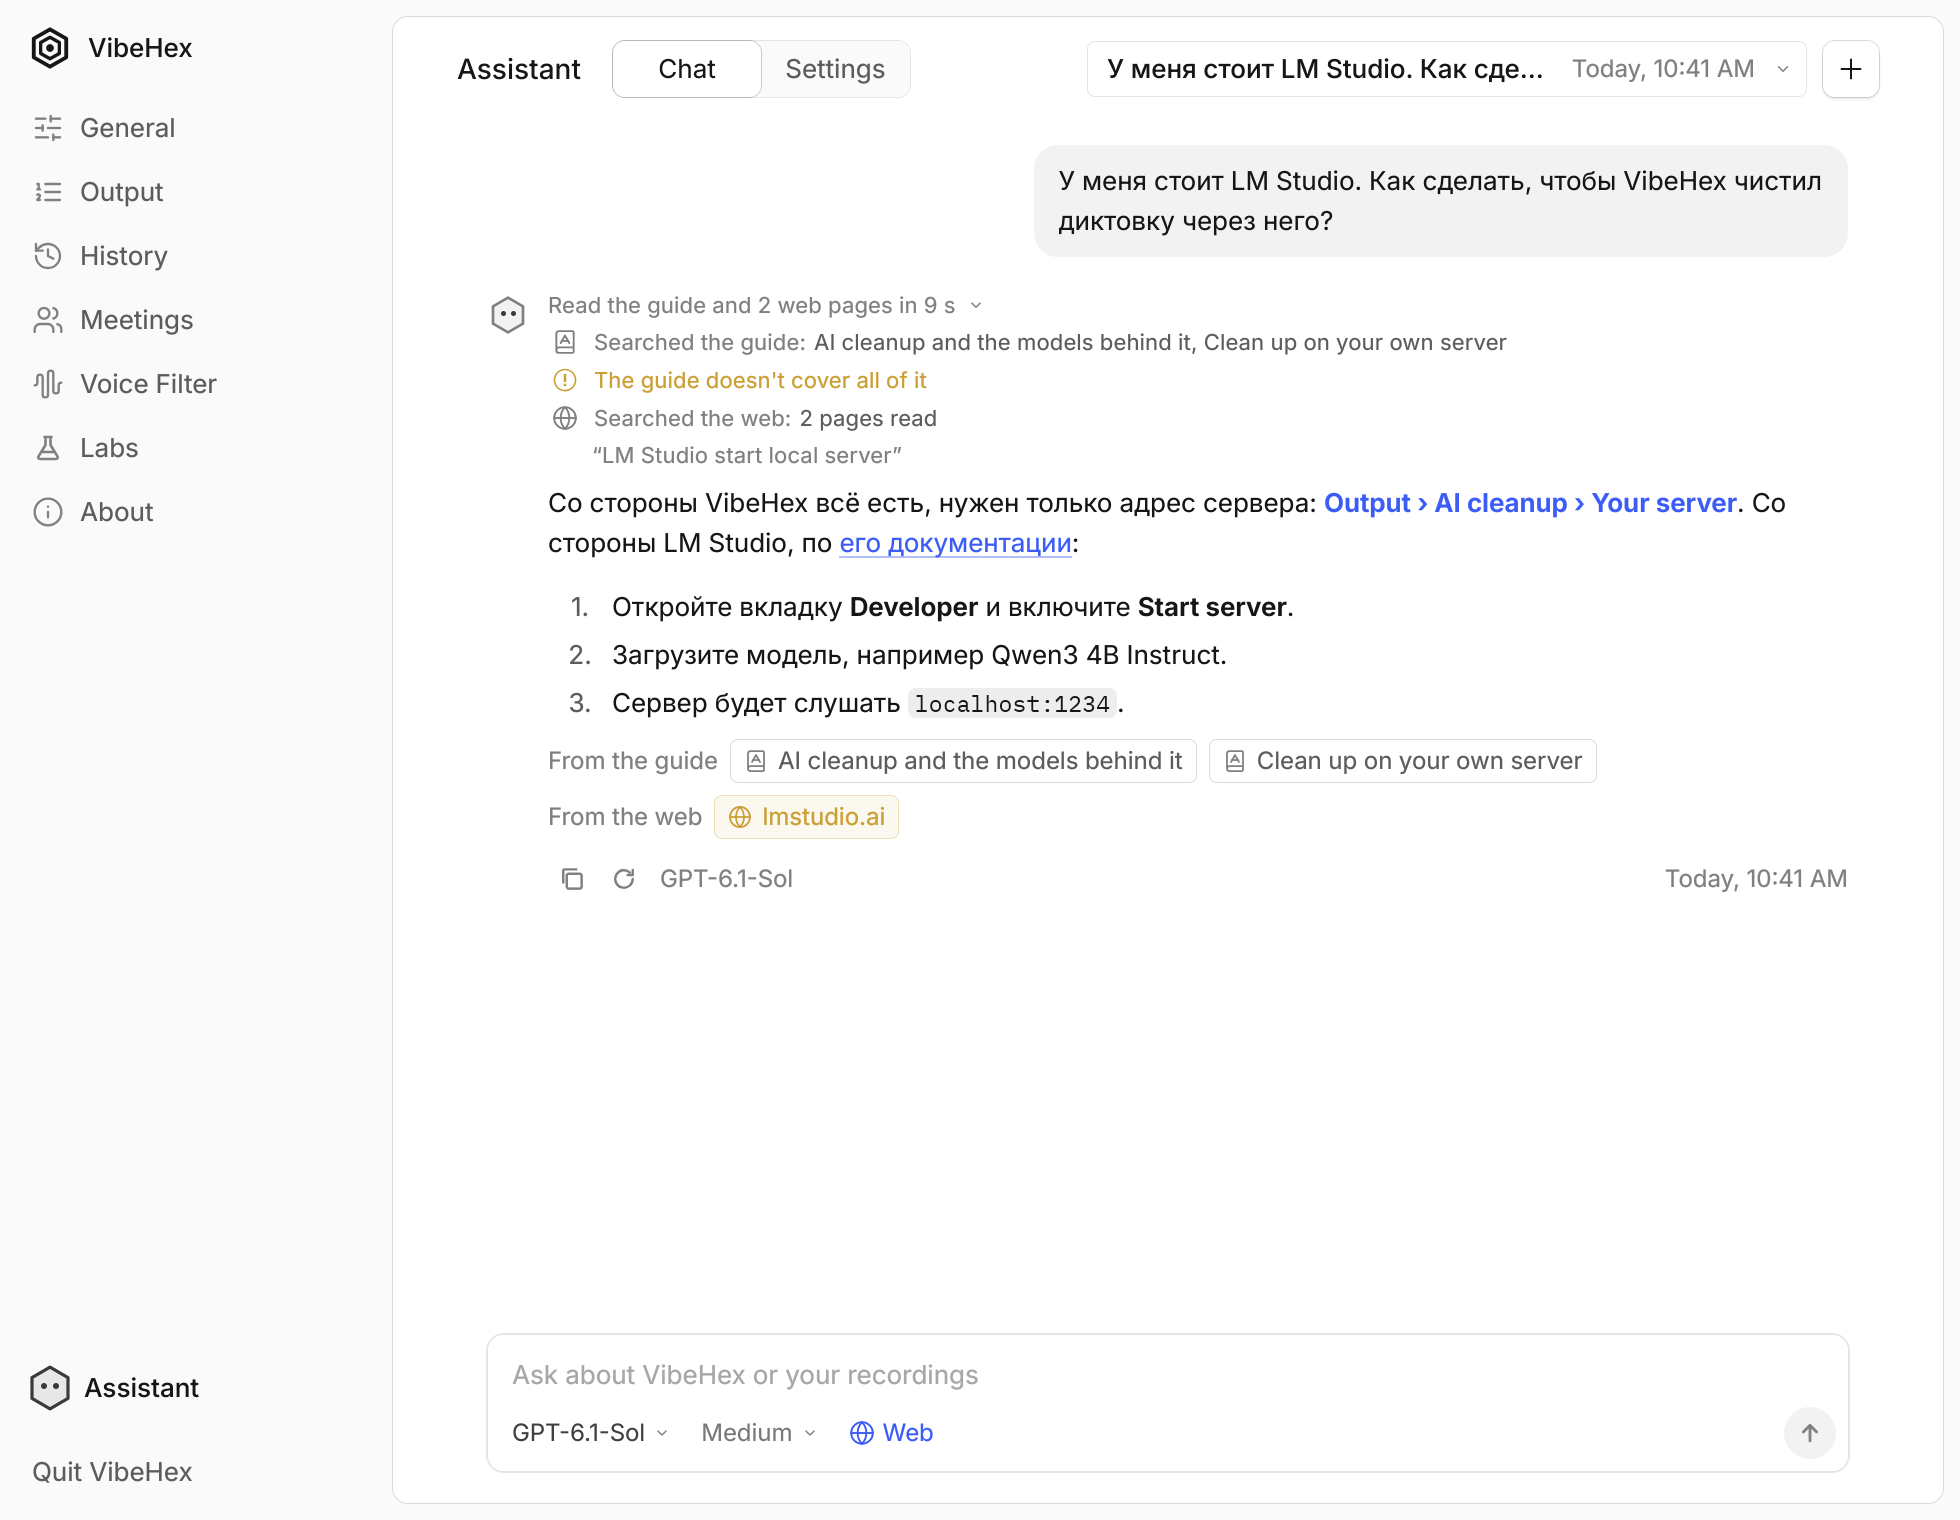 VibeHex
General
Output
History
Meetings
Voice Filter
Labs
About
Assistant
Quit VibeHex
Assistant
Chat
Settings
У меня стоит LM Studio. Как сде...
Today, 10:41 AM
У меня стоит LM Studio. Как сделать, чтобы VibeHex чистил
диктовку через него?
Read the guide and 2 web pages in 9 s
Searched the guide: AI cleanup and the models behind it, Clean up on your own server
The guide doesn't cover all of it
Searched the web: 2 pages read
“LM Studio start local server”
Со стороны VibeHex всё есть, нужен только адрес сервера: Output › AI cleanup › Your server. Со
стороны LM Studio, по его документации:
1. Откройте вкладку Developer и включите Start server.
2. Загрузите модель, например Qwen3 4B Instruct.
3. Сервер будет слушать localhost:1234.
From the guide AI cleanup and the models behind it Clean up on your own server
From the web lmstudio.ai
GPT-6.1-Sol
Today, 10:41 AM
Ask about VibeHex or your recordings
GPT-6.1-Sol Medium Web